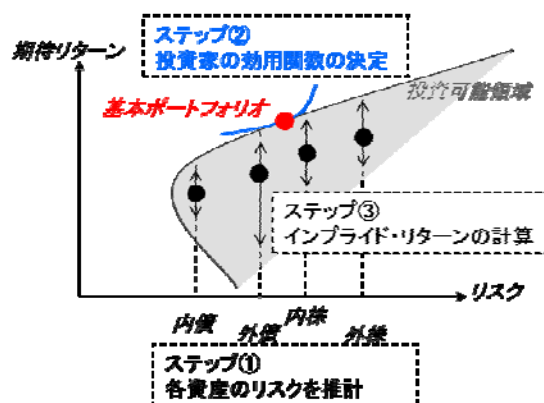 ステップ②
投資家の効用関数の決定
期待リターン
投資可能領域
基本ポートフォリオ
ステップ③
インプライド・リターンの計算
リスク
内債
外債
内株
外株
ステップ①
各資産のリスクを推計